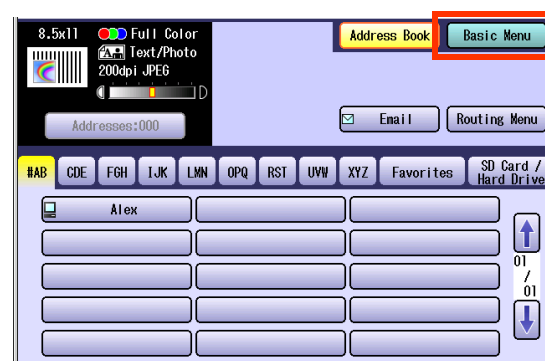 8.5x11 Full Color
Text/Photo
200dpi JPEG
D
Addresses:000
Address Book
Basic Menu
Email
Routing Menu
#AB CDE FGH IJK LMN OPQ RST UVW XYZ Favorites SD Card / Hard Drive
Alex
01
/
01